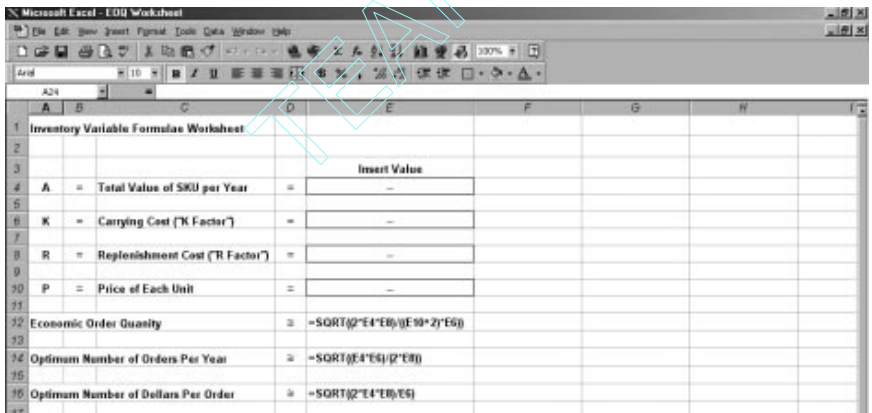 Microsoft Excel - EOQ Worksheet
File Edit View Insert Format Tools Data Window Help
100%
Arial 10 B I U
A24 =
A B C D E F G H I
1 Inventory Variable Formulae Worksheet
2
3 Insert Value
4 A = Total Value of SKU per Year = –
5
6 K = Carrying Cost ("K Factor") = –
7
8 R = Replenishment Cost ("R Factor") = –
9
10 P = Price of Each Unit = –
11
12 Economic Order Quanity ≅ =SQRT((2*E4*E8)/((E10^2)*E6))
13
14 Optimum Number of Orders Per Year ≅ =SQRT((E4*E6)/(2*E8))
15
16 Optimum Number of Dollars Per Order ≅ =SQRT((2*E4*E8)/E6)
17
TEA